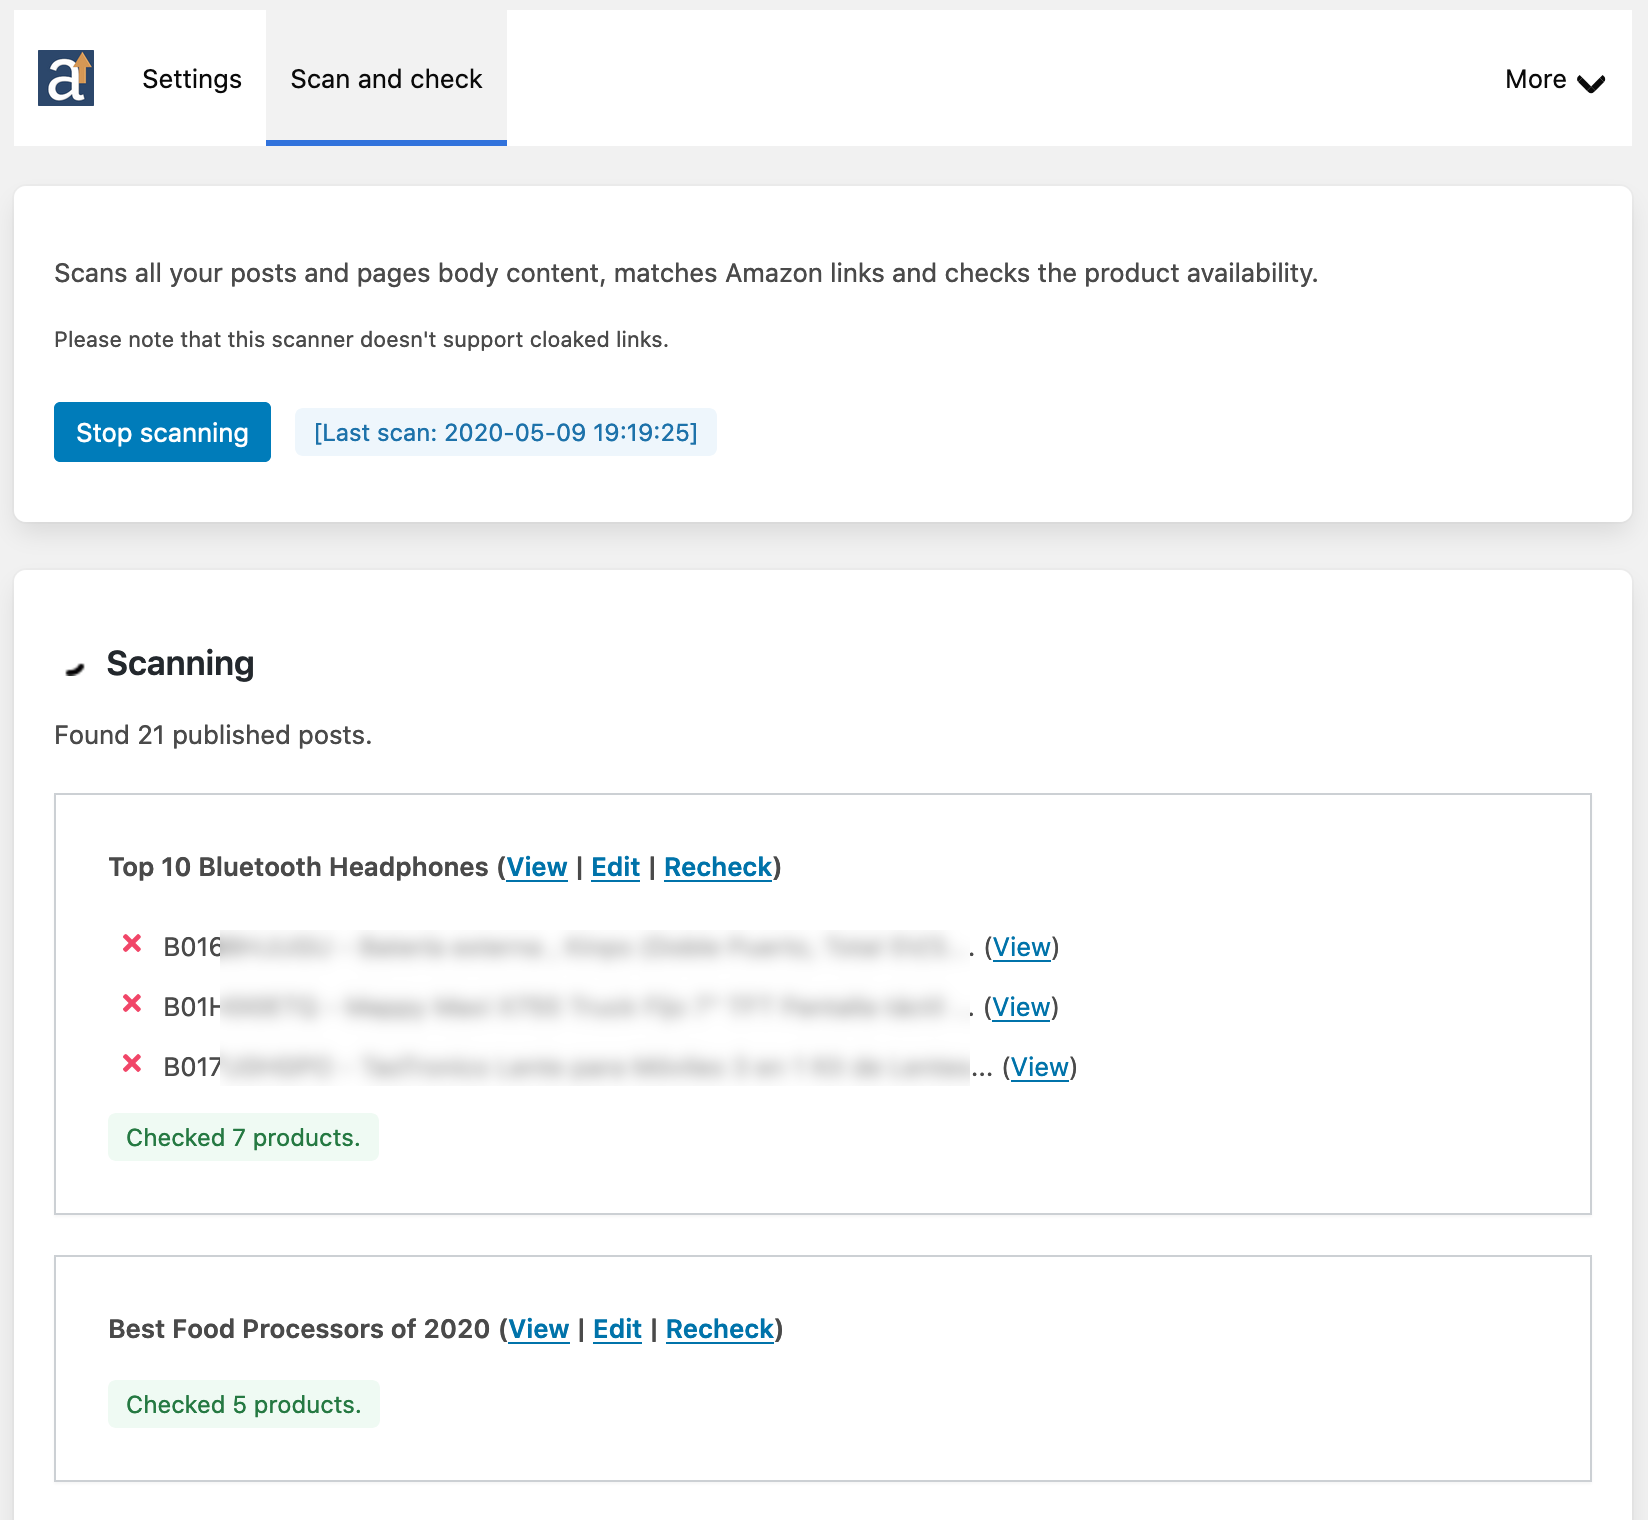 a
Settings
Scan and check
More
Scans all your posts and pages body content, matches Amazon links and checks the product availability.
Please note that this scanner doesn't support cloaked links.
Stop scanning
[Last scan: 2020-05-09 19:19:25]
Scanning
Found 21 published posts.
Top 10 Bluetooth Headphones (View | Edit | Recheck)
B016 . (View)
B01H . (View)
B017 ... (View)
Checked 7 products.
Best Food Processors of 2020 (View | Edit | Recheck)
Checked 5 products.